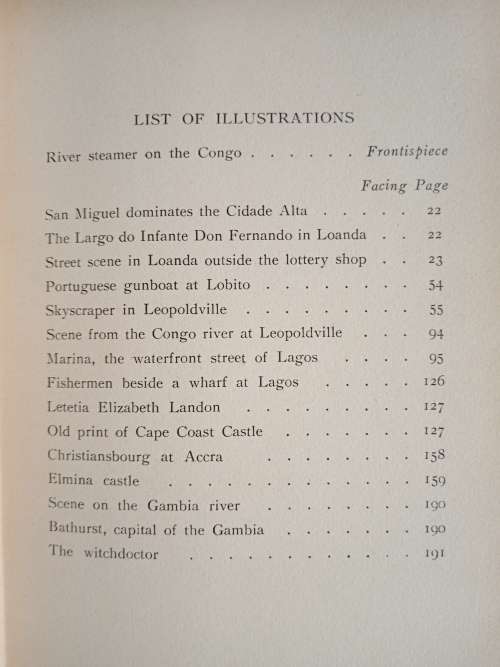 LIST OF ILLUSTRATIONS
River steamer on the Congo . . . . . . Frontispiece
Facing Page
San Miguel dominates the Cidade Alta . . . . . 22
The Largo do Infante Don Fernando in Loanda . . 22
Street scene in Loanda outside the lottery shop . . 23
Portuguese gunboat at Lobito . . . . . . . . 54
Skyscraper in Leopoldville . . . . . . . . . 55
Scene from the Congo river at Leopoldville . . . 94
Marina, the waterfront street of Lagos . . . . 95
Fishermen beside a wharf at Lagos . . . . . 126
Letetia Elizabeth Landon . . . . . . . . . 127
Old print of Cape Coast Castle . . . . . . . 127
Christiansbourg at Accra . . . . . . . . 158
Elmina castle . . . . . . . . . . . . . 159
Scene on the Gambia river . . . . . . . . 190
Bathurst, capital of the Gambia . . . . . . . 190
The witchdoctor . . . . . . . . . . . . 191